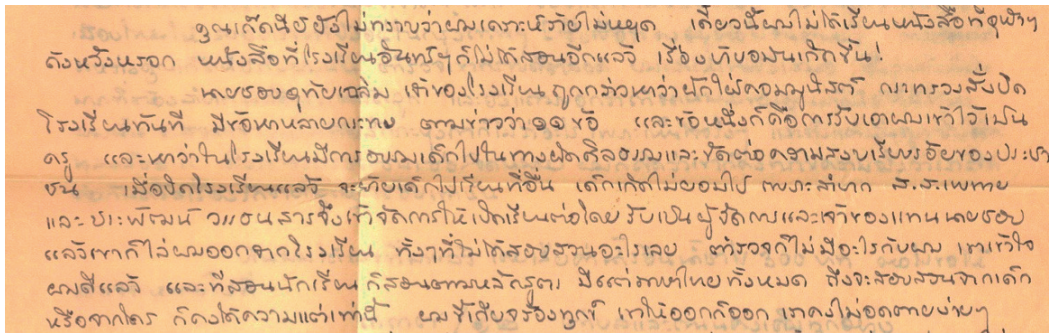 คุณเกิดยังไม่ทราบว่าผมเคราะห์ร้ายไม่หยุด เดี๋ยวนี้ผมไม่ได้เรียนหนังสือที่จุฬาฯ
ดังหวังหรอก หนังสือที่โรงเรียนอินทร์ฯก็ไม่ได้สอนอีกแล้ว เรื่องยับยอมันเกิดขึ้น!
นายชอบ อุทัยเฉลิม เจ้าของโรงเรียน ถูกกล่าวหาว่าฝักใฝ่คอมมูนิสต์ กะทรวงสั่งปิด
โรงเรียนทันที มีข้อหาหลายกะทง ตามข่าวว่า ๑๑ ข้อ และข้อหนึ่งก็คือการรับเอาผมเข้าไว้เป็น
ครู และหาว่าในโรงเรียนมีการอบรมเด็กไปในทางผิดศีลธรรมและขัดต่อความสงบเรียบร้อยของประชา
ชน เมื่อปิดโรงเรียนแล้ว จะย้ายเด็กไปเรียนที่อื่น เด็กเกิดไม่ยอมไป เพราะลำบาก
และ ประพัฒน์ วแอนสารจึงเข้าจัดการให้เปิดเรียนต่อโดยรับเป็นผู้จัดการและเจ้าของแทนนายชอบ
แล้วเขาก็ไล่ผมออกจากโรงเรียน ทั้งๆที่ไม่ได้สอบสวนอะไรเลย ตำรวจก็ไม่มีอะไรกับผม เขาเข้าใจ
ผมดีแล้ว และที่สอนนักเรียน ก็สอนตามหลักสูตร มีแต่ภาษาไทยทั้งหมด ถึงจะสอบสวนจากเด็ก
หรือจากใคร ก็คงได้ความแต่เท่านี้ ผมขี้เกียจร้องทุกข์ เขาให้ออกก็ออก เราคงไม่อดตายง่ายๆ